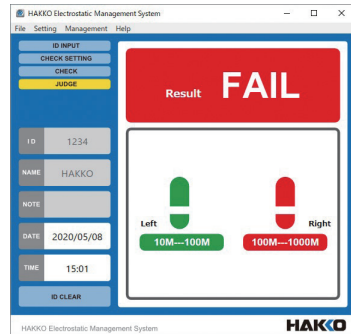 HAKKO Electrostatic Management System
File Setting Management Help
ID INPUT
CHECK SETTING
CHECK
JUDGE
Result FAIL
ID 1234
NAME HAKKO
NOTE
DATE 2020/05/08
TIME 15:01
ID CLEAR
Left Right
10M---100M 100M---1000M
HAKKO Electrostatic Management System HAKKO